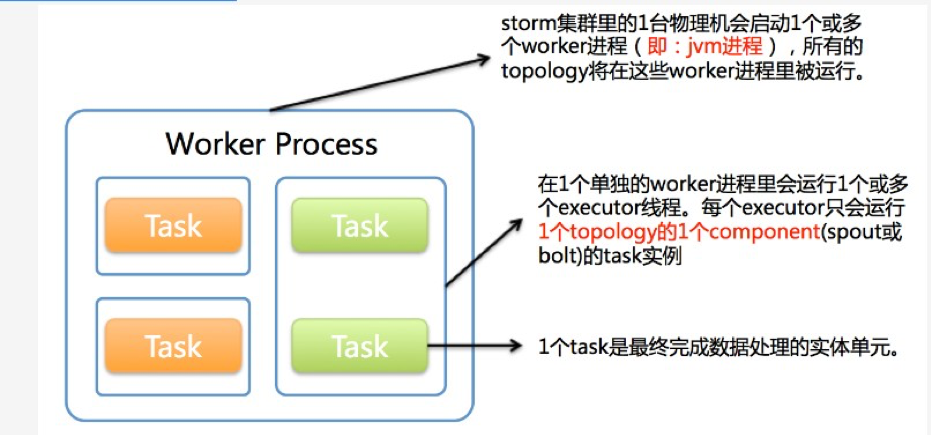 storm集群里的1台物理机会启动1个或多
个worker进程（即：jvm进程），所有的
topology将在这些worker进程里被运行。
Worker Process
Task
Task
在1个单独的worker进程里会运行1个或多
个executor线程。每个executor只会运行
1个topology的1个component(spout或
bolt)的task实例
Task
Task
1个task是最终完成数据处理的实体单元。